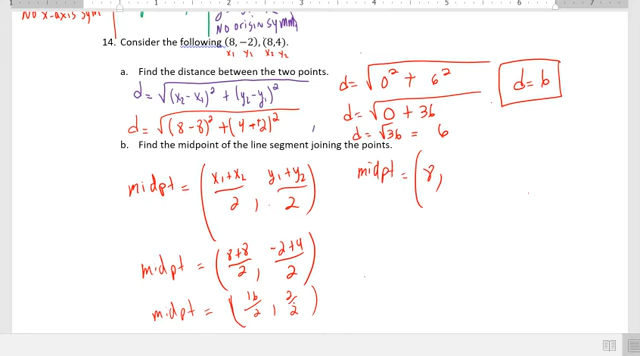 No x-axis sym
No origin symm
14. Consider the following (8, −2), (8,4).
x₁ y₁ x₂ y₂
a. Find the distance between the two points.
d = √(x₂ − x₁)² + (y₂ − y₁)²
d = √(8 − 8)² + (4 + 2)²
d = √0² + 6²
d = √0 + 36
d = √36 = 6
d = 6
b. Find the midpoint of the line segment joining the points.
midpt = (x₁ + x₂ / 2, y₁ + y₂ / 2)
midpt = (8 + 8 / 2, −2 + 4 / 2)
midpt = (16 / 2, 2 / 2)
midpt = (8,